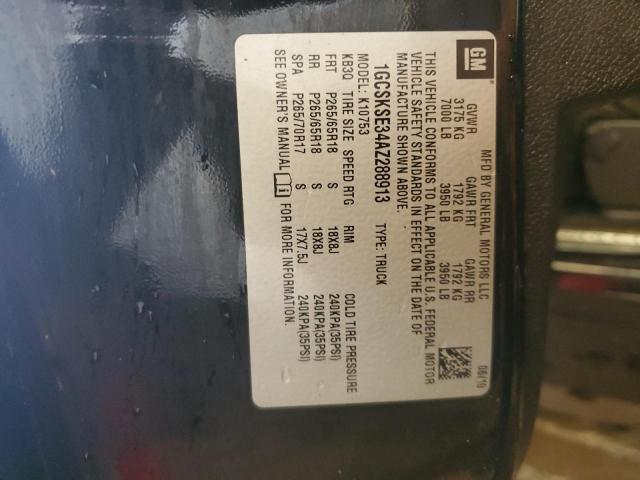 GM
MFD BY GENERAL MOTORS LLC 06/10
GVWR GAWR FRT GAWR RR
3175 KG 1792 KG 1792 KG
7000 LB 3950 LB 3950 LB
THIS VEHICLE CONFORMS TO ALL APPLICABLE U.S. FEDERAL MOTOR
VEHICLE SAFETY STANDARDS IN EFFECT ON THE DATE OF
MANUFACTURE SHOWN ABOVE.
1GCSKSE34AZ288913 TYPE: TRUCK
MODEL: K10753
KB30 TIRE SIZE SPEED RTG RIM COLD TIRE PRESSURE
FRT P265/65R18 S 18X8J 240KPA(35PSI)
RR P265/65R18 S 18X8J 240KPA(35PSI)
SPA P265/70R17 S 17X7.5J 240KPA(35PSI)
SEE OWNER'S MANUAL FOR MORE INFORMATION.